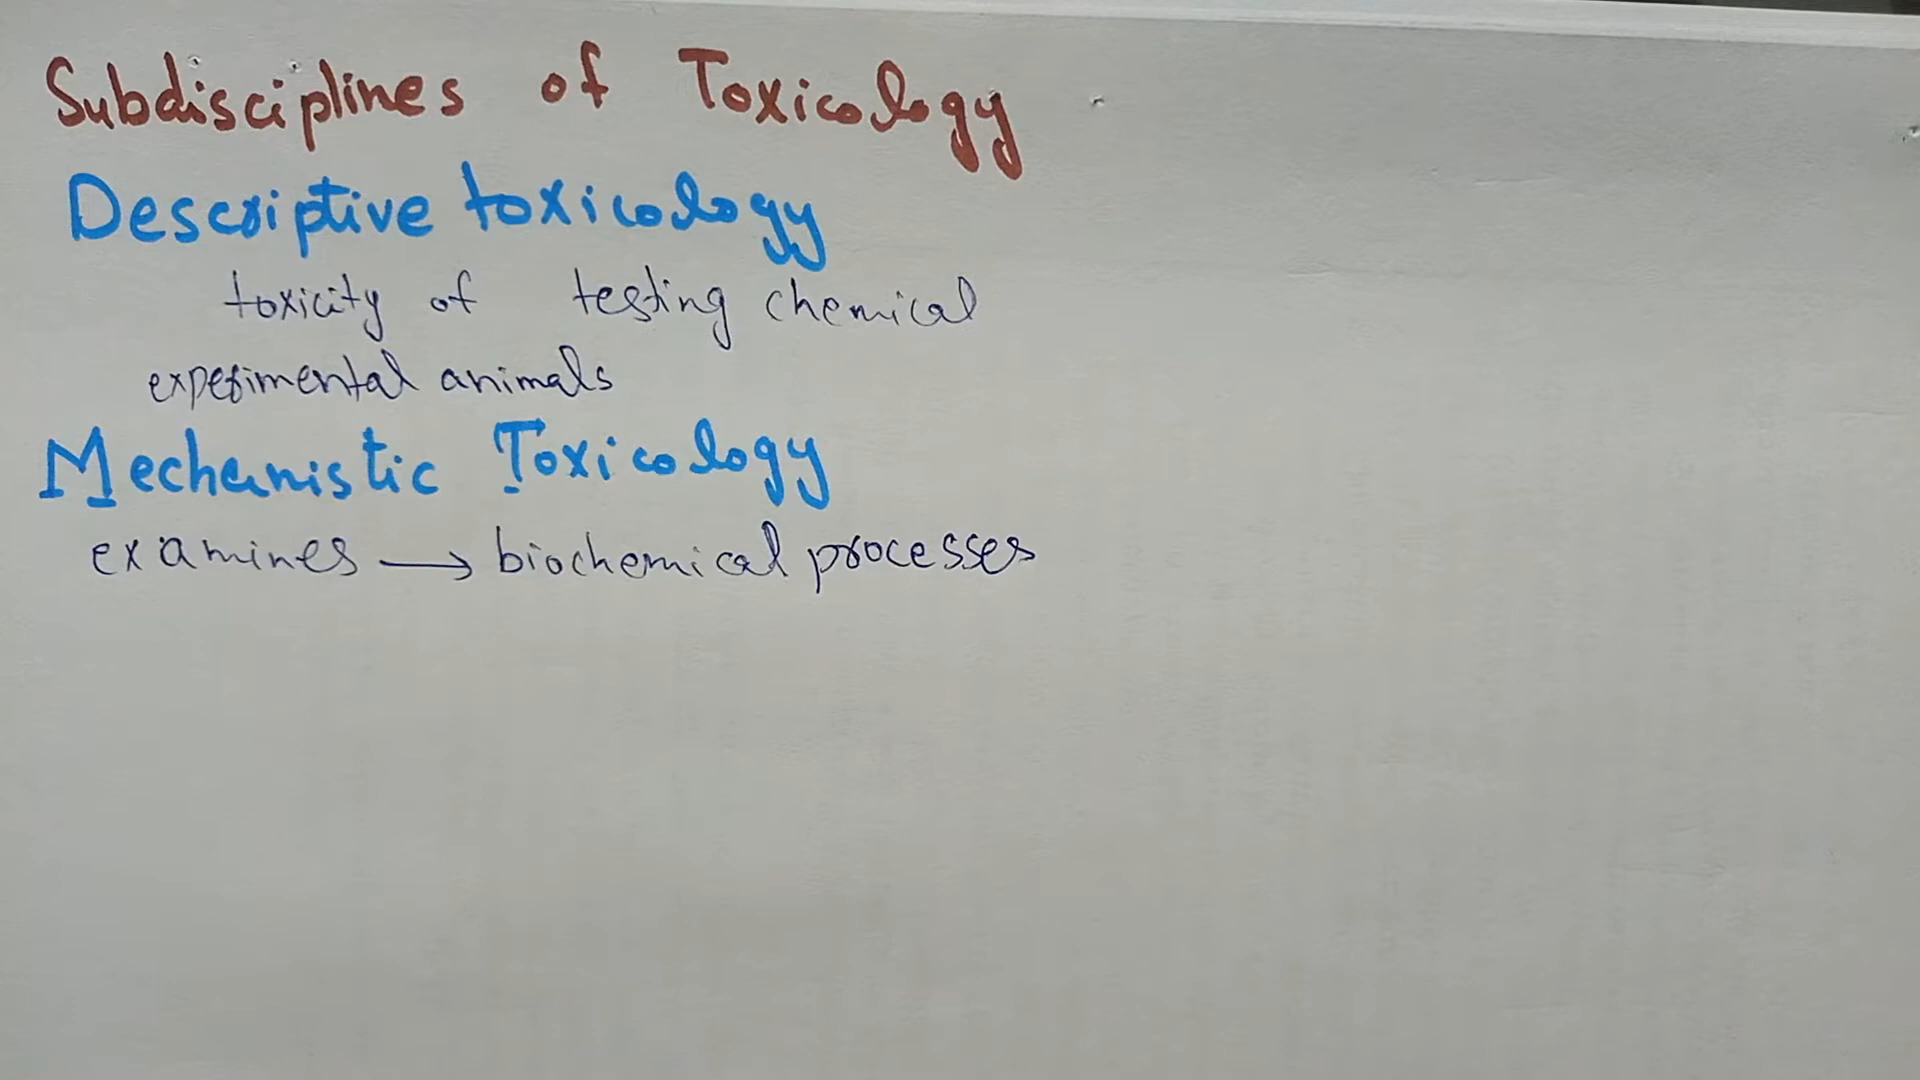 Subdisciplines of Toxicology
Descriptive toxicology
toxicity of testing chemical
experimental animals
Mechanistic Toxicology
examines → biochemical processes